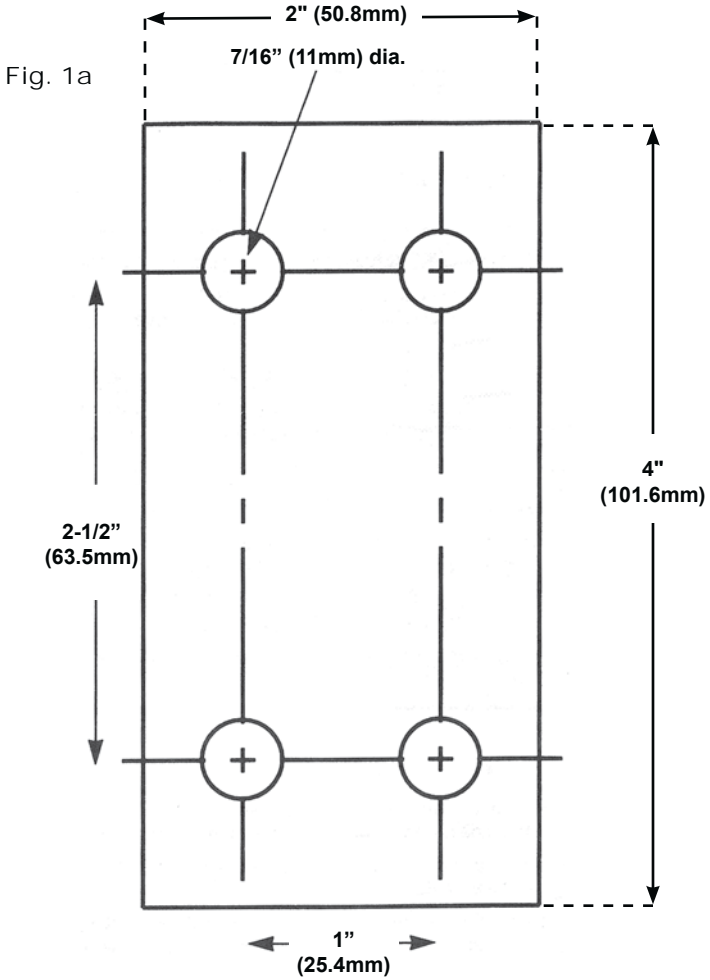 2" (50.8mm)
7/16” (11mm) dia.
Fig. 1a
4"
(101.6mm)
2-1/2”
(63.5mm)
1”
(25.4mm)